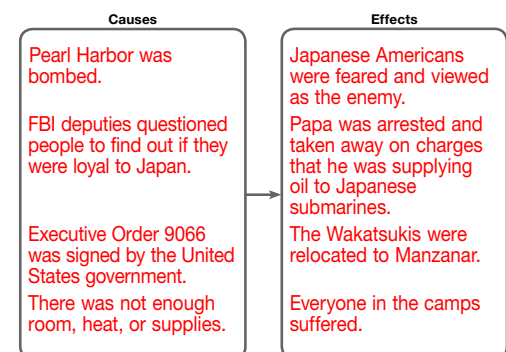 Causes
Pearl Harbor was
bombed.
FBI deputies questioned
people to find out if they
were loyal to Japan.
Executive Order 9066
was signed by the United
States government.
There was not enough
room, heat, or supplies.
Effects
Japanese Americans
were feared and viewed
as the enemy.
Papa was arrested and
taken away on charges
that he was supplying
oil to Japanese
submarines.
The Wakatsukis were
relocated to Manzanar.
Everyone in the camps
suffered.